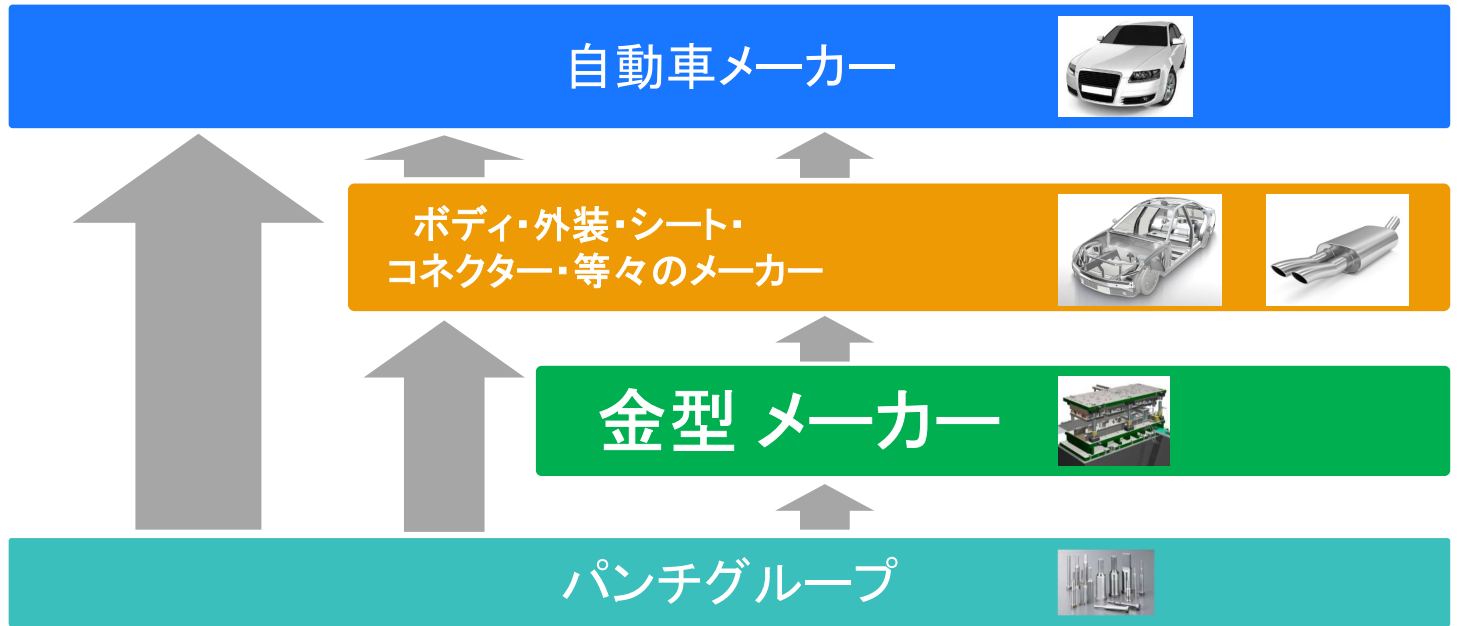 自動車メーカー
ボディ・外装・シート・
コネクター・等々のメーカー
金型 メーカー
パンチグループ